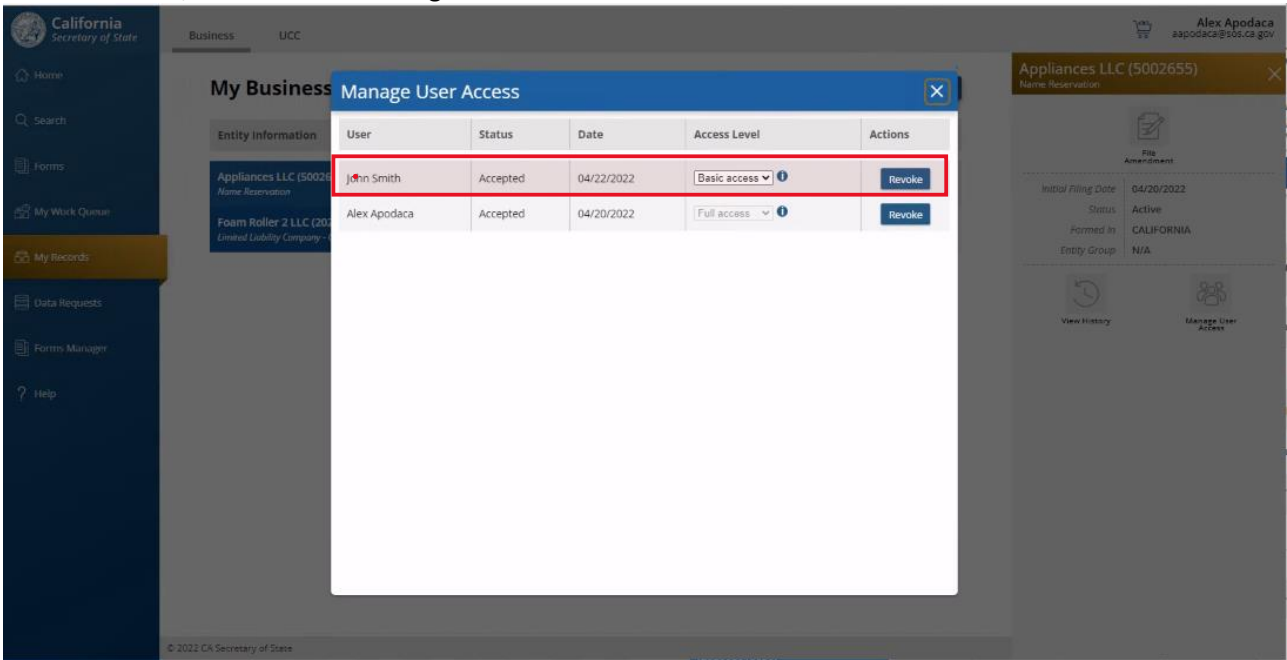 California
Secretary of State
Business UCC
Alex Apodaca
aapodaca@sos.ca.gov
Home
Search
Forms
My Work Queue
My Records
Data Requests
Forms Manager
? Help
My Business
Entity Information
Appliances LLC (50026
Name Reservation
Foam Roller 2 LLC (202
Limited Liability Company -
Manage User Access
User Status Date Access Level Actions
John Smith Accepted 04/22/2022 Basic access Revoke
Alex Apodaca Accepted 04/20/2022 Full access Revoke
Appliances LLC (5002655)
Name Reservation
File
Amendment
Initial Filing Date 04/20/2022
Status Active
Formed In CALIFORNIA
Entity Group N/A
View History
Manage User
Access
© 2022 CA Secretary of State